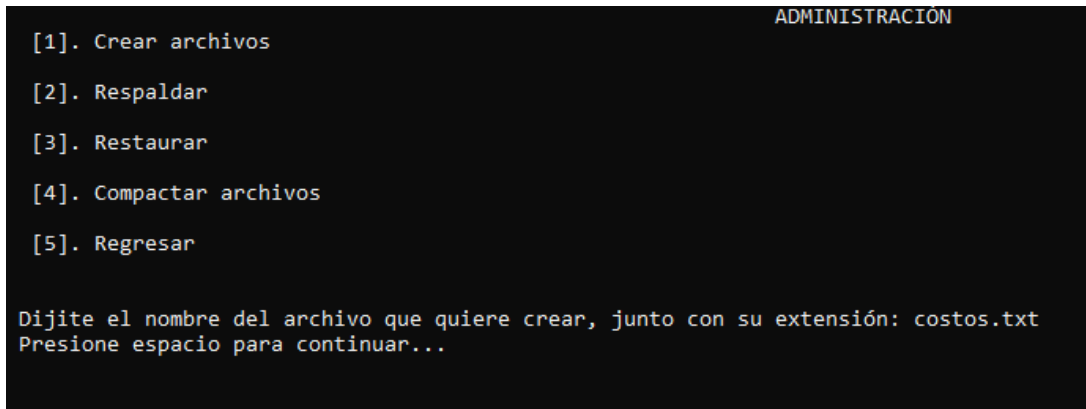 ADMINISTRACIÓN
[1]. Crear archivos
[2]. Respaldar
[3]. Restaurar
[4]. Compactar archivos
[5]. Regresar
Dijite el nombre del archivo que quiere crear, junto con su extensión: costos.txt
Presione espacio para continuar...